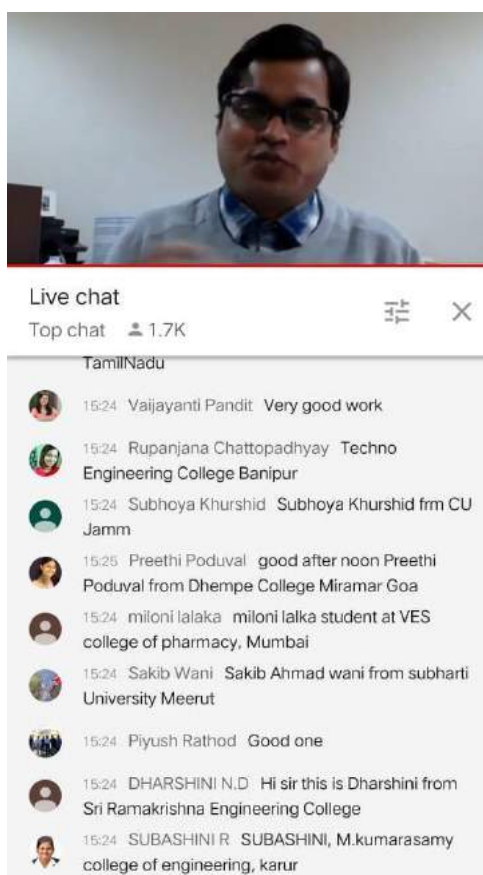 Live chat
Top chat 1.7K
TamilNadu
15:24 Vaijayanti Pandit Very good work
15:24 Rupanjana Chattopadhyay Techno
Engineering College Banipur
15:24 Subhoya Khurshid Subhoya Khurshid frm CU
Jamm
15:25 Preethi Poduval good after noon Preethi
Poduval from Dhempe College Miramar Goa
15:24 miloni lalaka miloni lalka student at VES
college of pharmacy, Mumbai
15:24 Sakib Wani Sakib Ahmad wani from subharti
University Meerut
15:24 Piyush Rathod Good one
15:24 DHARSHINI N.D Hi sir this is Dharshini from
Sri Ramakrishna Engineering College
15:24 SUBASHINI R SUBASHINI, M.kumarasamy
college of engineering, karur